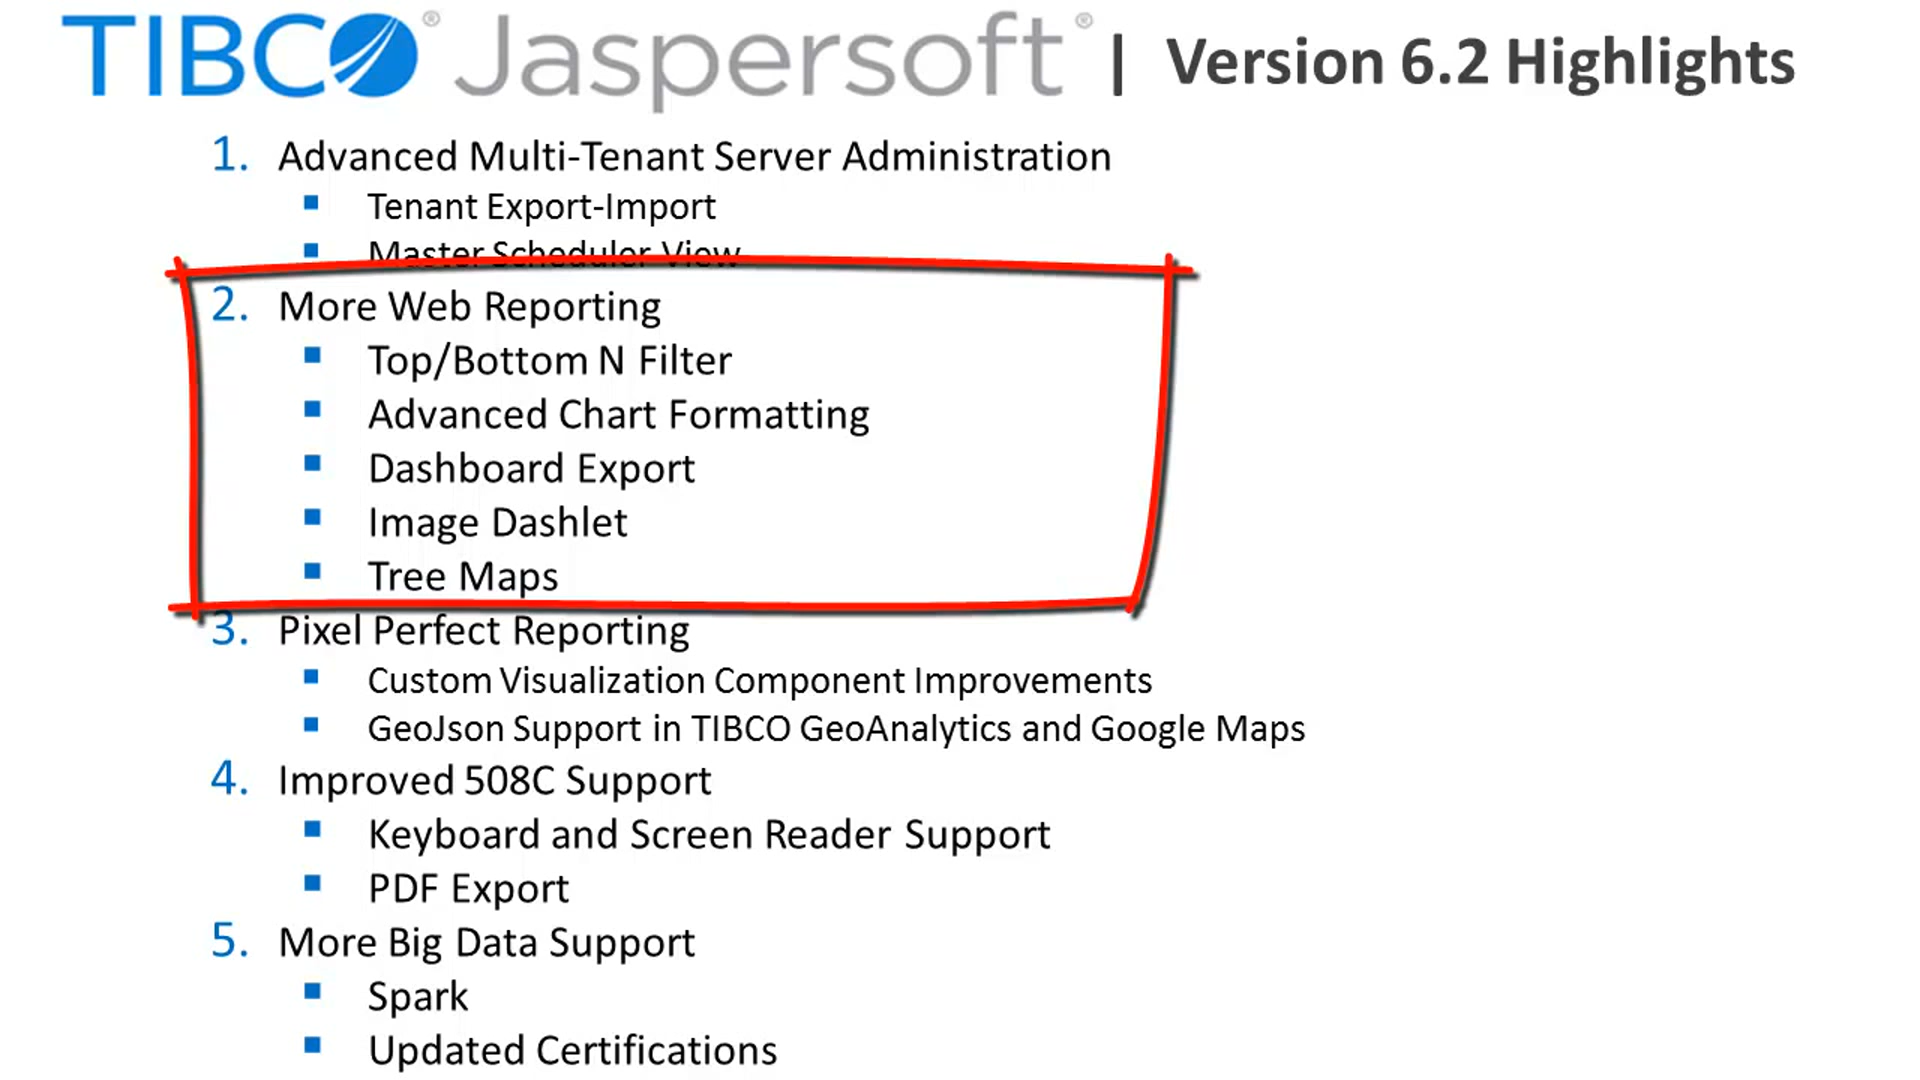 TIBCO® Jaspersoft® | Version 6.2 Highlights
1. Advanced Multi-Tenant Server Administration
▪ Tenant Export-Import
▪ Master Scheduler View
2. More Web Reporting
▪ Top/Bottom N Filter
▪ Advanced Chart Formatting
▪ Dashboard Export
▪ Image Dashlet
▪ Tree Maps
3. Pixel Perfect Reporting
▪ Custom Visualization Component Improvements
▪ GeoJson Support in TIBCO GeoAnalytics and Google Maps
4. Improved 508C Support
▪ Keyboard and Screen Reader Support
▪ PDF Export
5. More Big Data Support
▪ Spark
▪ Updated Certifications